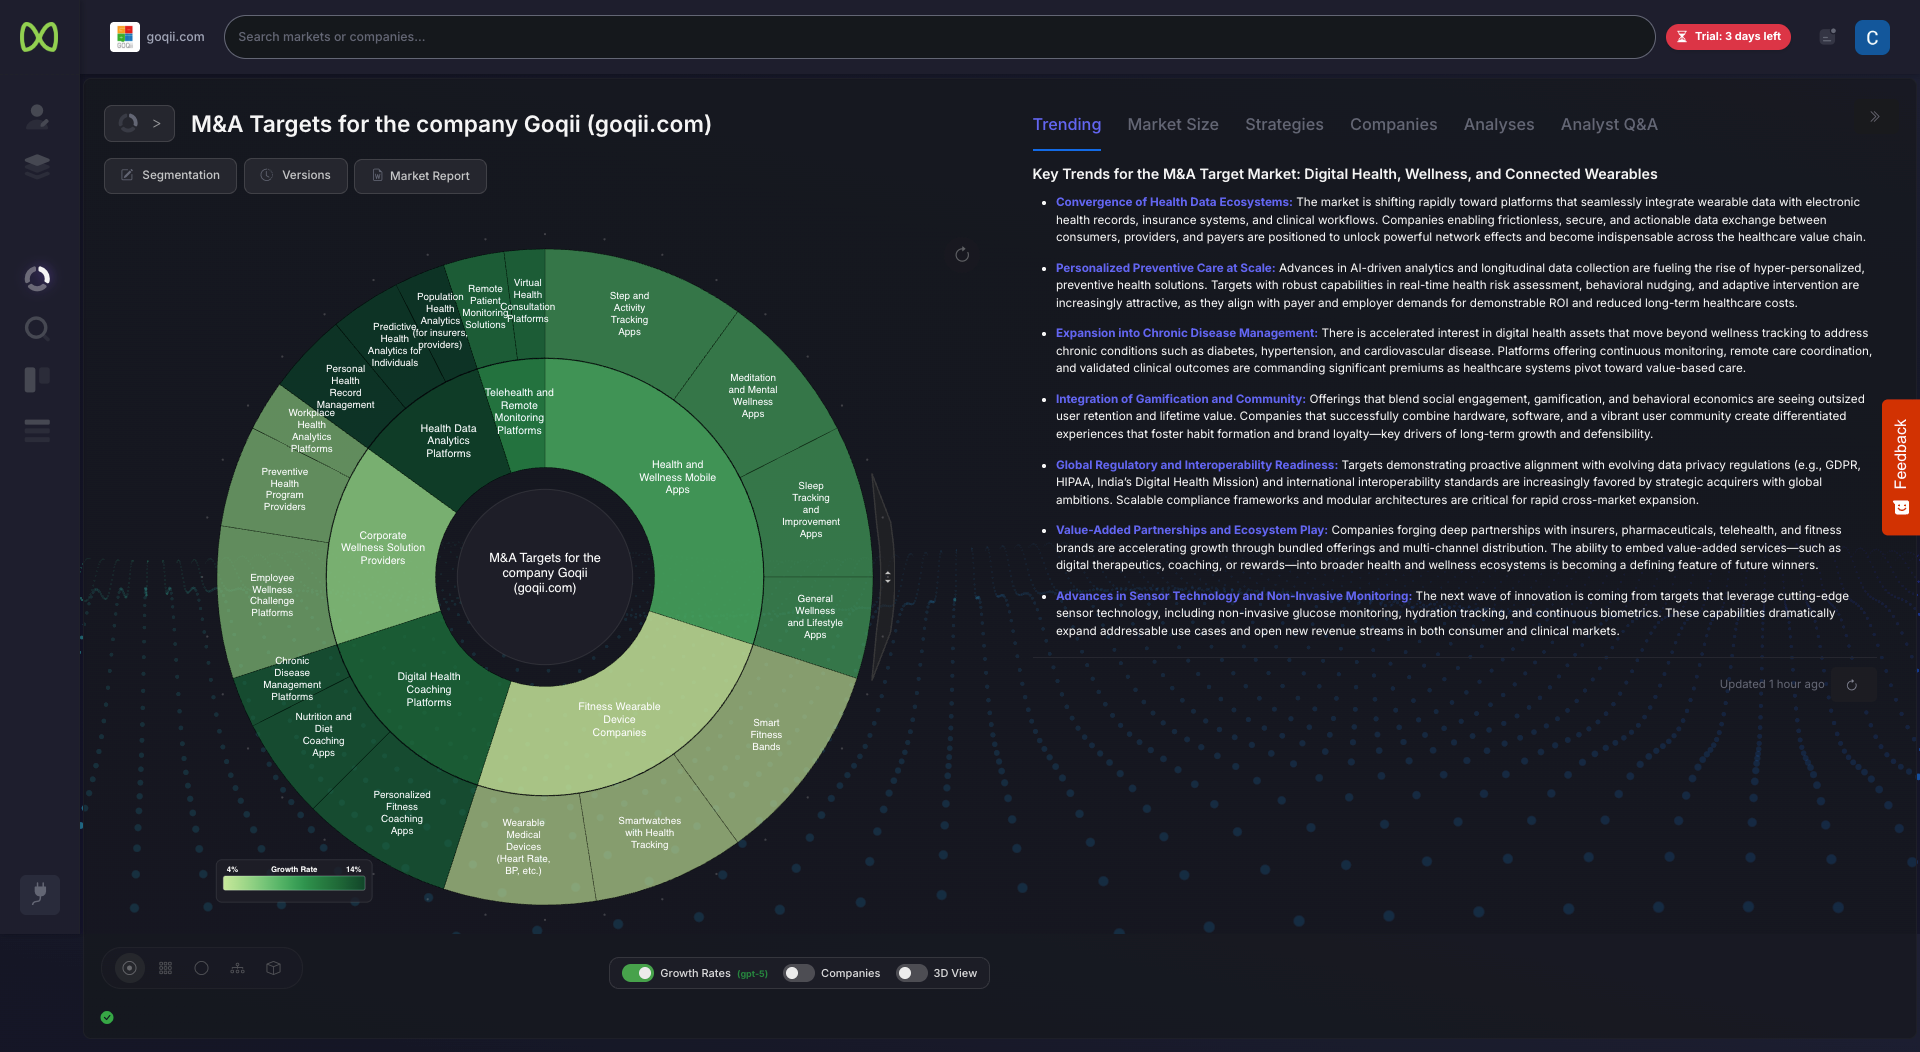 goqii.com
Search markets or companies...
Trial: 3 days left
C
M&A Targets for the company Goqii (goqii.com)
Segmentation
Versions
Market Report
Trending
Market Size
Strategies
Companies
Analyses
Analyst Q&A
Key Trends for the M&A Target Market: Digital Health, Wellness, and Connected Wearables
Convergence of Health Data Ecosystems: The market is shifting rapidly toward platforms that seamlessly integrate wearable data with electronic
health records, insurance systems, and clinical workflows. Companies enabling frictionless, secure, and actionable data exchange between
consumers, providers, and payers are positioned to unlock powerful network effects and become indispensable across the healthcare value chain.
Personalized Preventive Care at Scale: Advances in AI-driven analytics and longitudinal data collection are fueling the rise of hyper-personalized,
preventive health solutions. Targets with robust capabilities in real-time health risk assessment, behavioral nudging, and adaptive intervention are
increasingly attractive, as they align with payer and employer demands for demonstrable ROI and reduced long-term healthcare costs.
Expansion into Chronic Disease Management: There is accelerated interest in digital health assets that move beyond wellness tracking to address
chronic conditions such as diabetes, hypertension, and cardiovascular disease. Platforms offering continuous monitoring, remote care coordination,
and validated clinical outcomes are commanding significant premiums as healthcare systems pivot toward value-based care.
Integration of Gamification and Community: Offerings that blend social engagement, gamification, and behavioral economics are seeing outsized
user retention and lifetime value. Companies that successfully combine hardware, software, and a vibrant user community create differentiated
experiences that foster habit formation and brand loyalty—key drivers of long-term growth and defensibility.
Global Regulatory and Interoperability Readiness: Targets demonstrating proactive alignment with evolving data privacy regulations (e.g., GDPR,
HIPAA, India's Digital Health Mission) and international interoperability standards are increasingly favored by strategic acquirers with global
ambitions. Scalable compliance frameworks and modular architectures are critical for rapid cross-market expansion.
Value-Added Partnerships and Ecosystem Play: Companies forging deep partnerships with insurers, pharmaceuticals, telehealth, and fitness
brands are accelerating growth through bundled offerings and multi-channel distribution. The ability to embed value-added services—such as
digital therapeutics, coaching, or rewards—into broader health and wellness ecosystems is becoming a defining feature of future winners.
Advances in Sensor Technology and Non-Invasive Monitoring: The next wave of innovation is coming from targets that leverage cutting-edge
sensor technology, including non-invasive glucose monitoring, hydration tracking, and continuous biometrics. These capabilities dramatically
expand addressable use cases and open new revenue streams in both consumer and clinical markets.
Updated 1 hour ago
Feedback
M&A Targets for the
company Goqii
(goqii.com)
Health and
Wellness Mobile
Apps
Fitness Wearable
Device
Companies
Digital Health
Coaching
Platforms
Corporate
Wellness Solution
Providers
Health Data
Analytics
Platforms
Telehealth and
Remote
Monitoring
Platforms
Step and
Activity
Tracking
Apps
Meditation
and Mental
Wellness
Apps
Sleep
Tracking
and
Improvement
Apps
General
Wellness
and Lifestyle
Apps
Smart
Fitness
Bands
Smartwatches
with Health
Tracking
Wearable
Medical
Devices
(Heart Rate,
BP, etc.)
Personalized
Fitness
Coaching
Apps
Nutrition and
Diet
Coaching
Apps
Chronic
Disease
Management
Platforms
Employee
Wellness
Challenge
Platforms
Preventive
Health
Program
Providers
Workplace
Health
Analytics
Platforms
Personal
Health
Record
Management
Predictive
Health
Analytics for
Individuals
Population
Health
Analytics
(for insurers,
providers)
Remote
Patient
Monitoring
Solutions
Virtual
Health
Consultation
Platforms
4% Growth Rate 14%
Growth Rates (gpt-5)
Companies
3D View